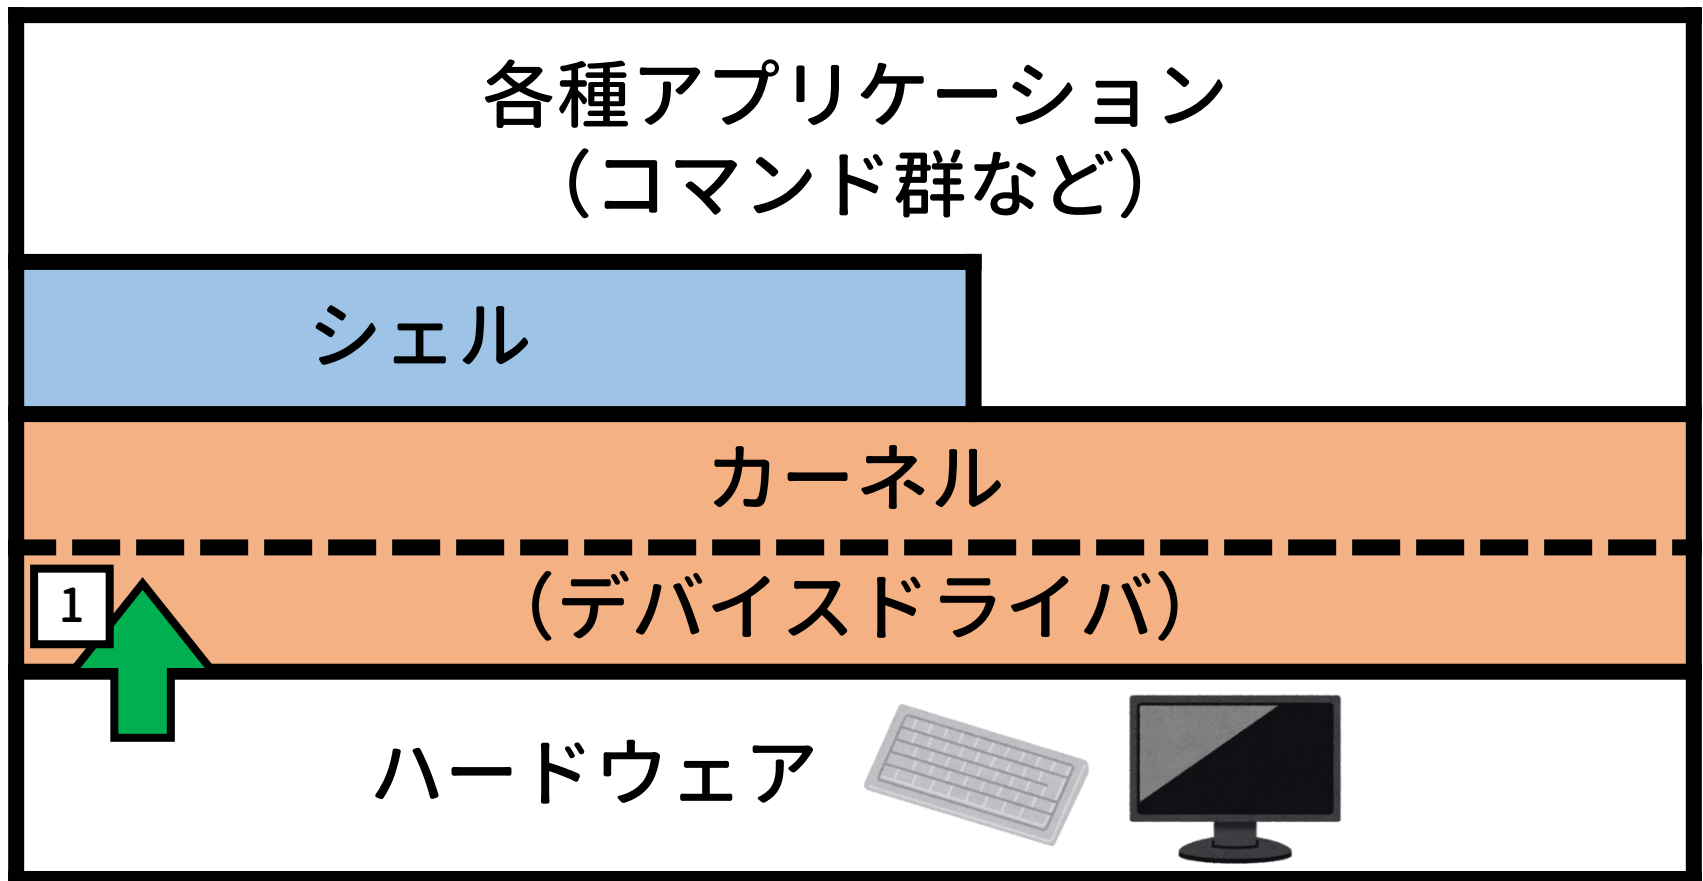 各種アプリケーション
（コマンド群など）
シェル
カーネル
1
（デバイスドライバ）
ハードウェア